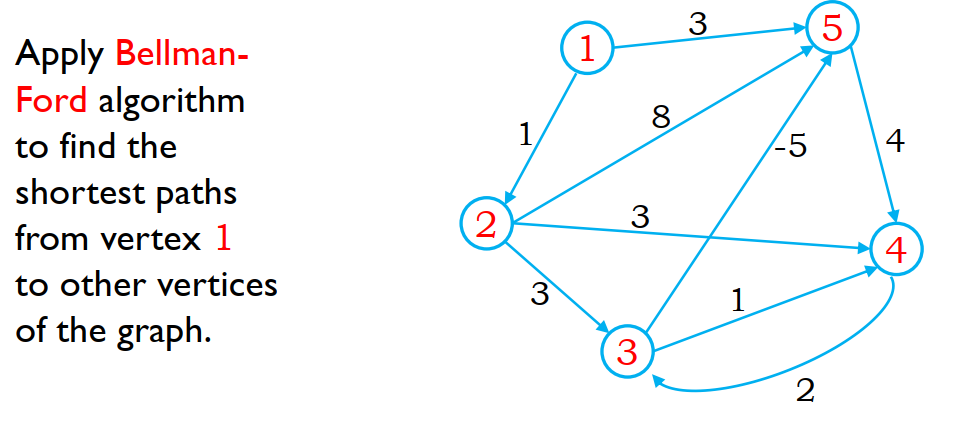 Apply Bellman-
Ford algorithm
to find the
shortest paths
from vertex 1
to other vertices
of the graph.
1
3
5
1
8
-5
4
2
3
4
3
1
3
2